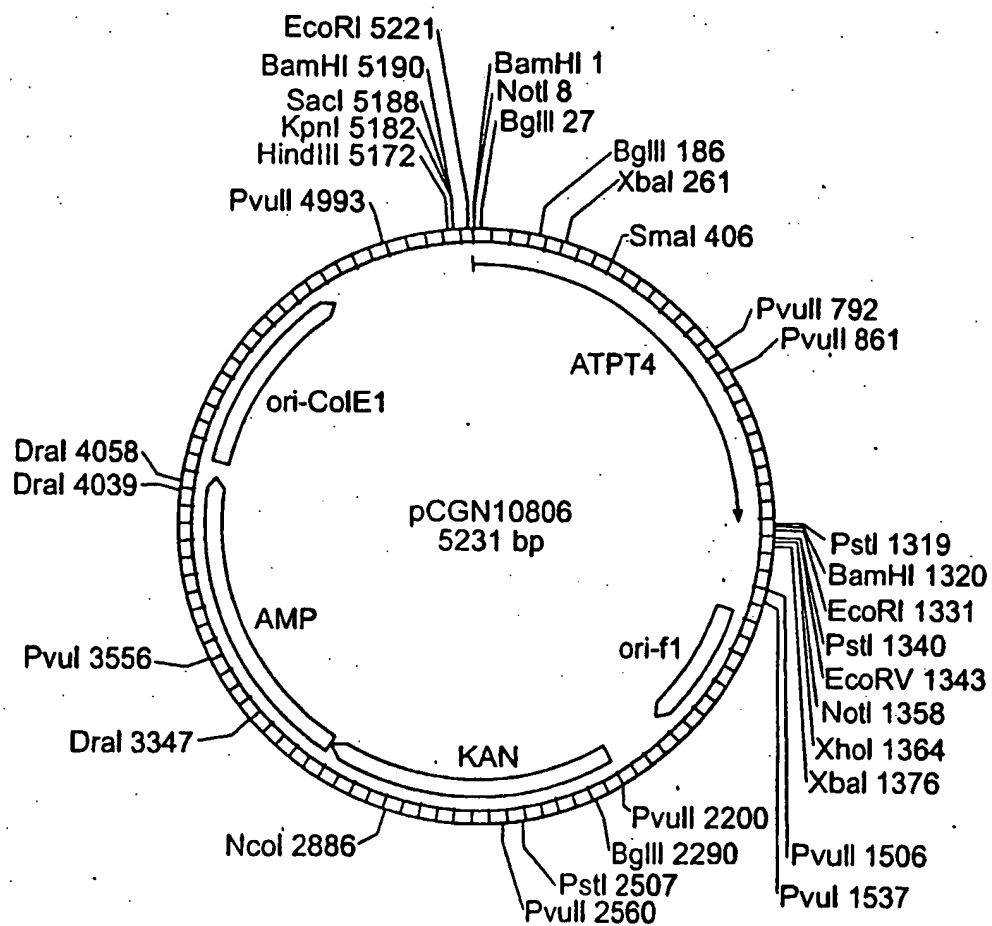 EcoRI 5221
BamHI 5190
SacI 5188
KpnI 5182
HindIII 5172
PvuII 4993
BamHI 1
NotI 8
BglII 27
BglII 186
XbaI 261
SmaI 406
PvuII 792
PvuII 861
ATPT4
ori-ColE1
DraI 4058
DraI 4039
pCGN10806
5231 bp
PstI 1319
BamHI 1320
EcoRI 1331
PstI 1340
EcoRV 1343
NotI 1358
XhoI 1364
XbaI 1376
AMP
ori-f1
PvuI 3556
DraI 3347
KAN
NcoI 2886
PvuII 2200
BglII 2290
PstI 2507
PvuII 2560
PvuII 1506
PvuI 1537